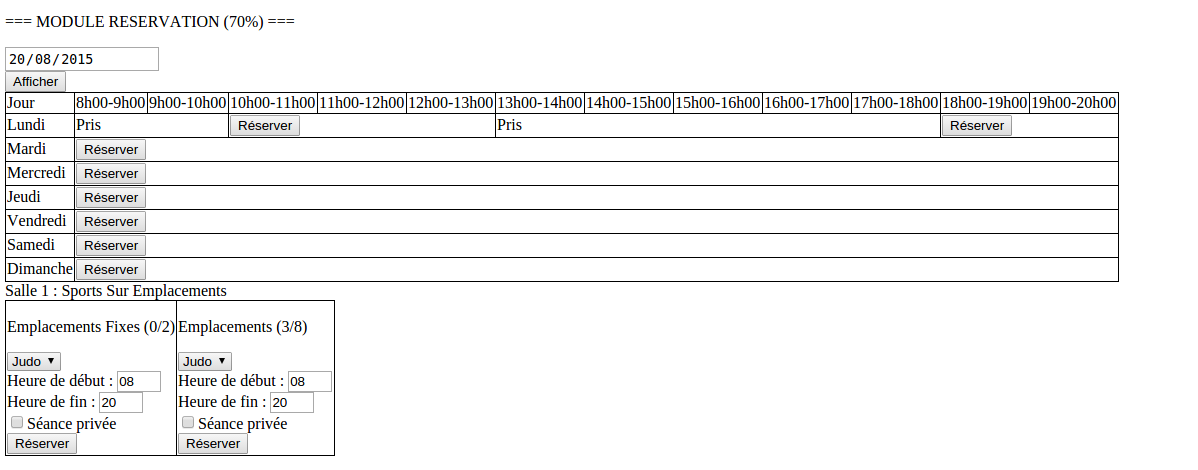 === MODULE RESERVATION (70%) ===
20/08/2015
Afficher
Jour 8h00-9h00 9h00-10h00 10h00-11h00 11h00-12h00 12h00-13h00 13h00-14h00 14h00-15h00 15h00-16h00 16h00-17h00 17h00-18h00 18h00-19h00 19h00-20h00
Lundi Pris Réserver Pris Réserver
Mardi Réserver
Mercredi Réserver
Jeudi Réserver
Vendredi Réserver
Samedi Réserver
Dimanche Réserver
Salle 1 : Sports Sur Emplacements
Emplacements Fixes (0/2) Emplacements (3/8)
Judo Judo
Heure de début : 08 Heure de début : 08
Heure de fin : 20 Heure de fin : 20
Séance privée Séance privée
Réserver Réserver